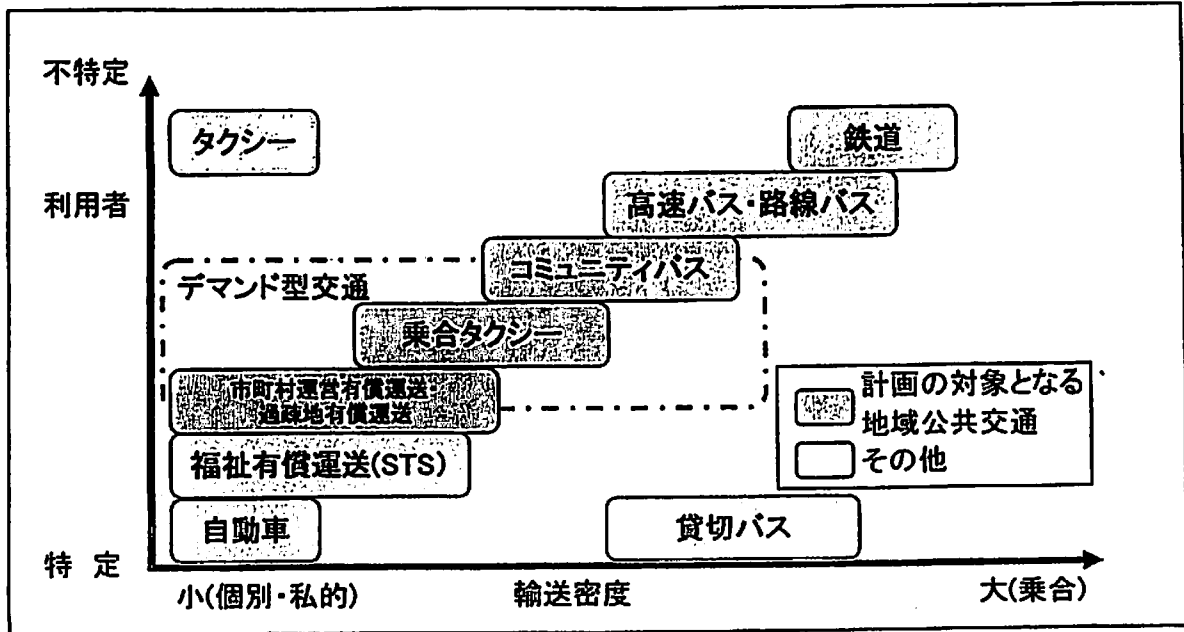 不特定
タクシー
鉄道
利用者
高速バス・路線バス
コミュニティバス
デマンド型交通
乗合タクシー
市町村運営有償運送・
過疎地有償運送
計画の対象となる
地域公共交通
その他
福祉有償運送(STS)
自動車
貸切バス
特 定
小(個別・私的)
輸送密度
大(乗合)